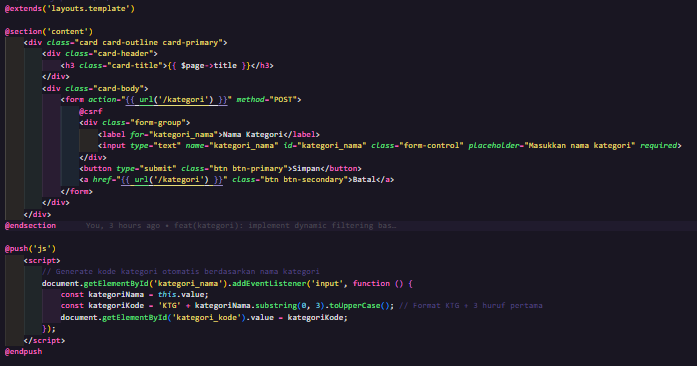 @extends('layouts.template')
@section('content')
<div class="card card-outline card-primary">
<div class="card-header">
<h3 class="card-title">{{ $page->title }}</h3>
</div>
<div class="card-body">
<form action="{{ url('/kategori') }}" method="POST">
@csrf
<div class="form-group">
<label for="kategori_nama">Nama Kategori</label>
<input type="text" name="kategori_nama" id="kategori_nama" class="form-control" placeholder="Masukkan nama kategori" required>
</div>
<button type="submit" class="btn btn-primary">Simpan</button>
<a href="{{ url('/kategori') }}" class="btn btn-secondary">Batal</a>
</form>
</div>
</div>
@endsection You, 3 hours ago • feat(kategori): implement dynamic filtering bas…
@push('js')
<script>
// Generate kode kategori otomatis berdasarkan nama kategori
document.getElementById('kategori_nama').addEventListener('input', function () {
const kategoriNama = this.value;
const kategoriKode = 'KTG' + kategoriNama.substring(0, 3).toUpperCase(); // Format KTG + 3 huruf pertama
document.getElementById('kategori_kode').value = kategoriKode;
});
</script>
@endpush